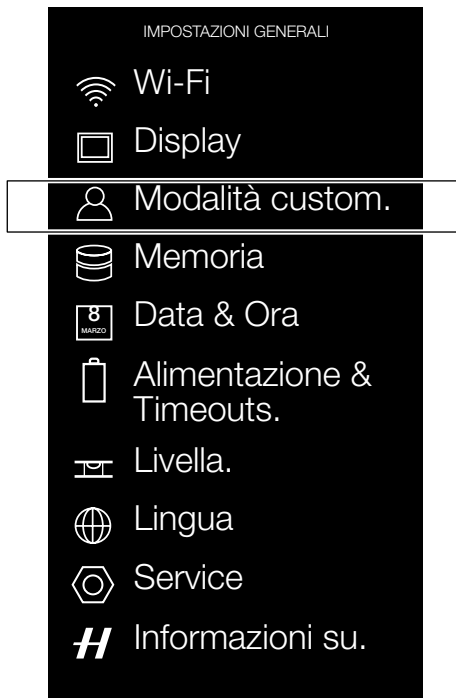 IMPOSTAZIONI GENERALI
Wi-Fi
Display
Modalità custom.
Memoria
8
MARZO
Data & Ora
Alimentazione &
Timeouts.
Livella.
Lingua
Service
H Informazioni su.